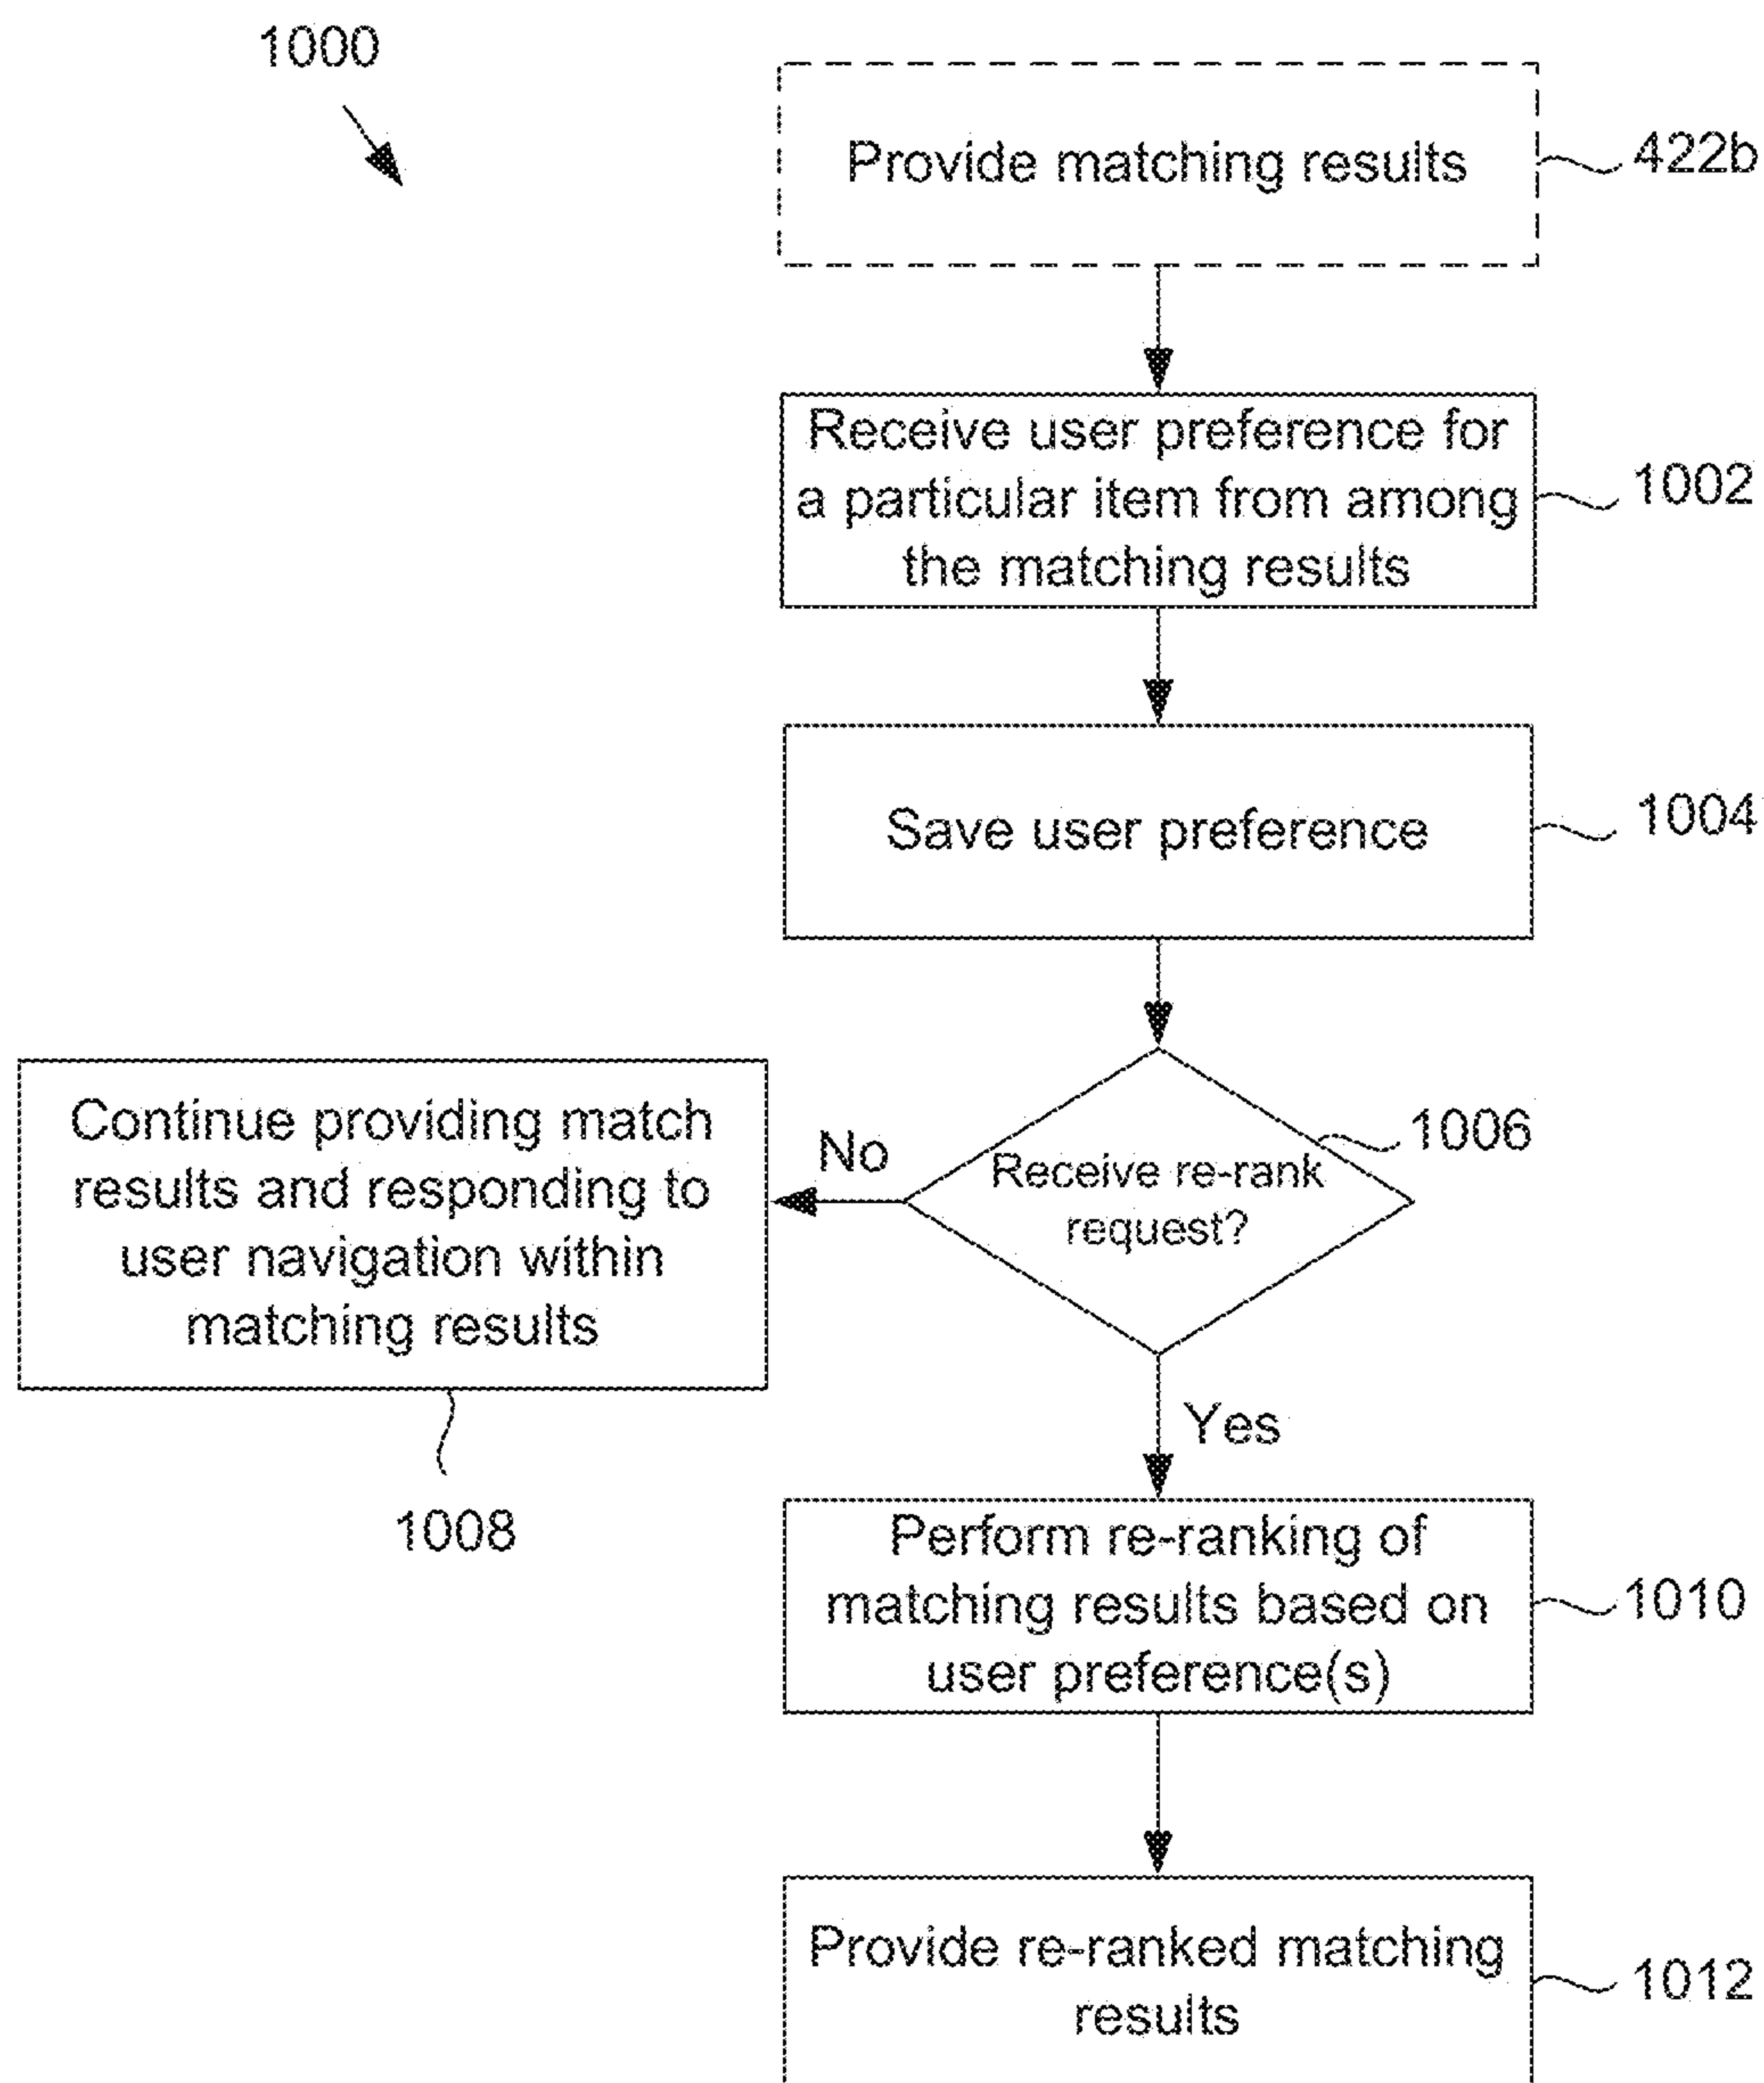 1000
Provide matching results
422b
Receive user preference for
a particular item from among
the matching results
1002
Save user preference
1004
Receive re-rank
request?
1006
No
Continue providing match
results and responding to
user navigation within
matching results
1008
Yes
Perform re-ranking of
matching results based on
user preference(s)
1010
Provide re-ranked matching
results
1012